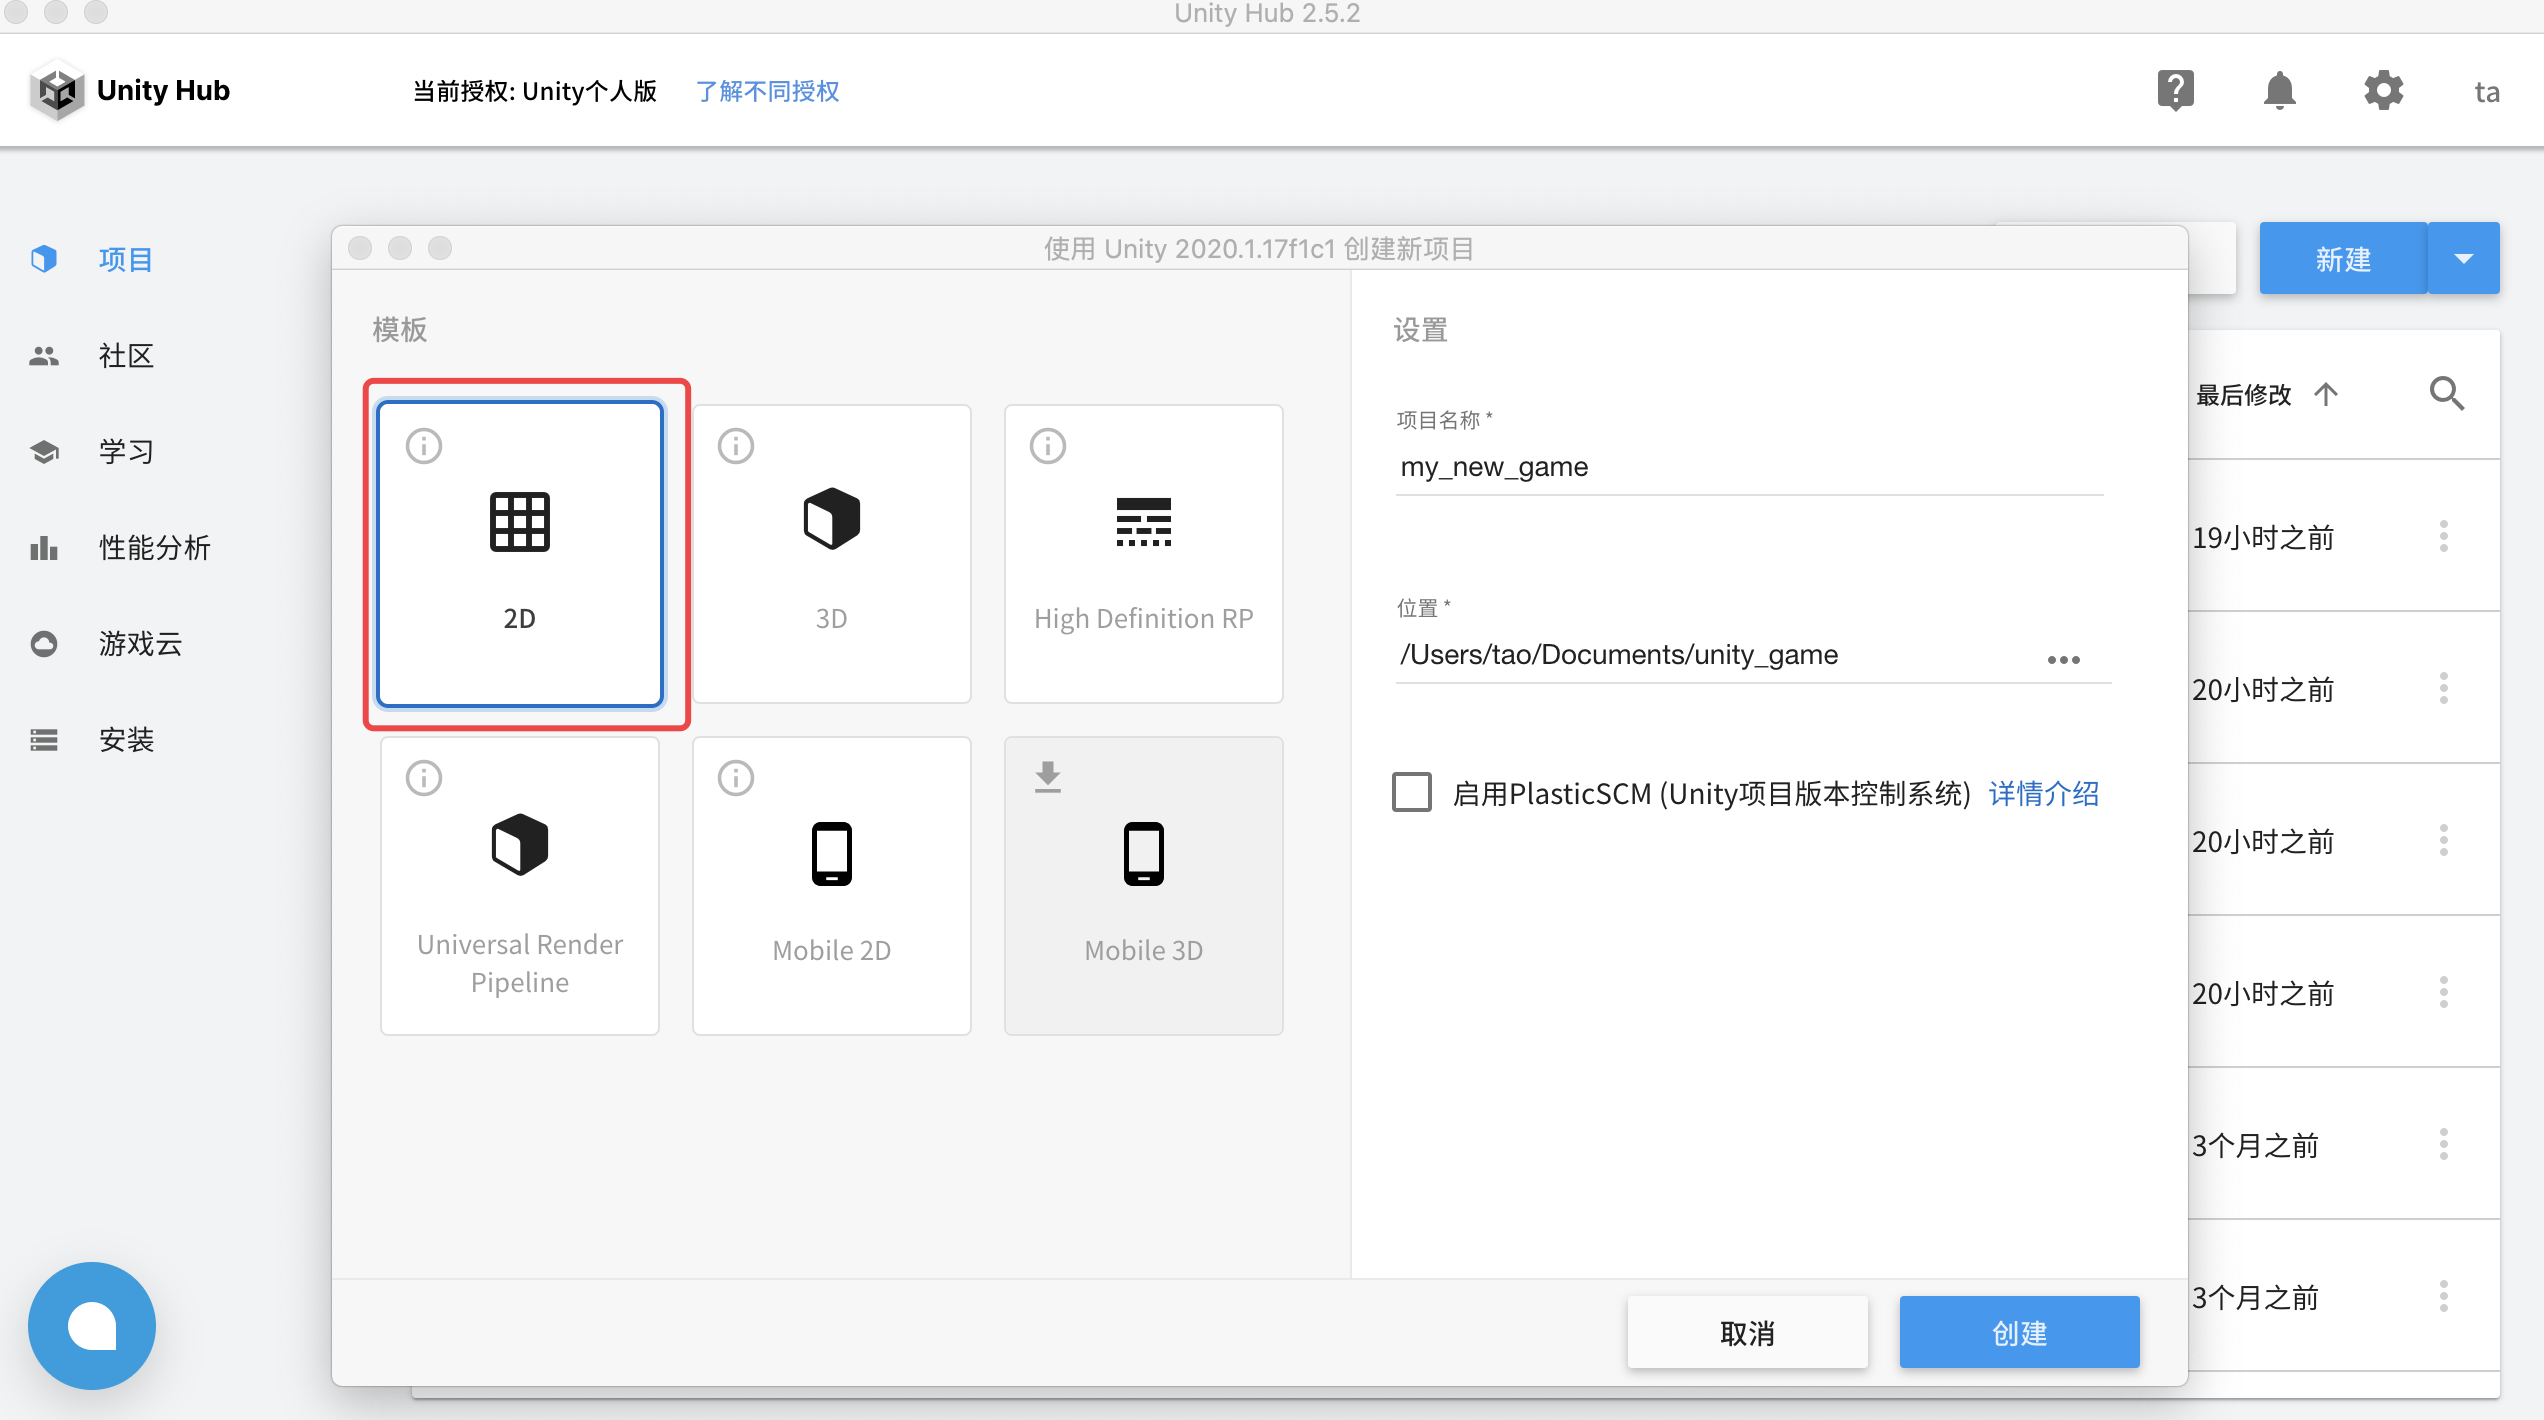 Unity Hub 2.5.2
Unity Hub
当前授权: Unity个人版
了解不同授权
ta
项目
社区
学习
性能分析
游戏云
安装
新建
最后修改
19小时之前
20小时之前
20小时之前
20小时之前
3个月之前
3个月之前
使用 Unity 2020.1.17f1c1 创建新项目
模板
2D
3D
High Definition RP
Universal Render
Pipeline
Mobile 2D
Mobile 3D
设置
项目名称 *
my_new_game
位置 *
/Users/tao/Documents/unity_game
启用PlasticSCM (Unity项目版本控制系统) 详情介绍
取消
创建